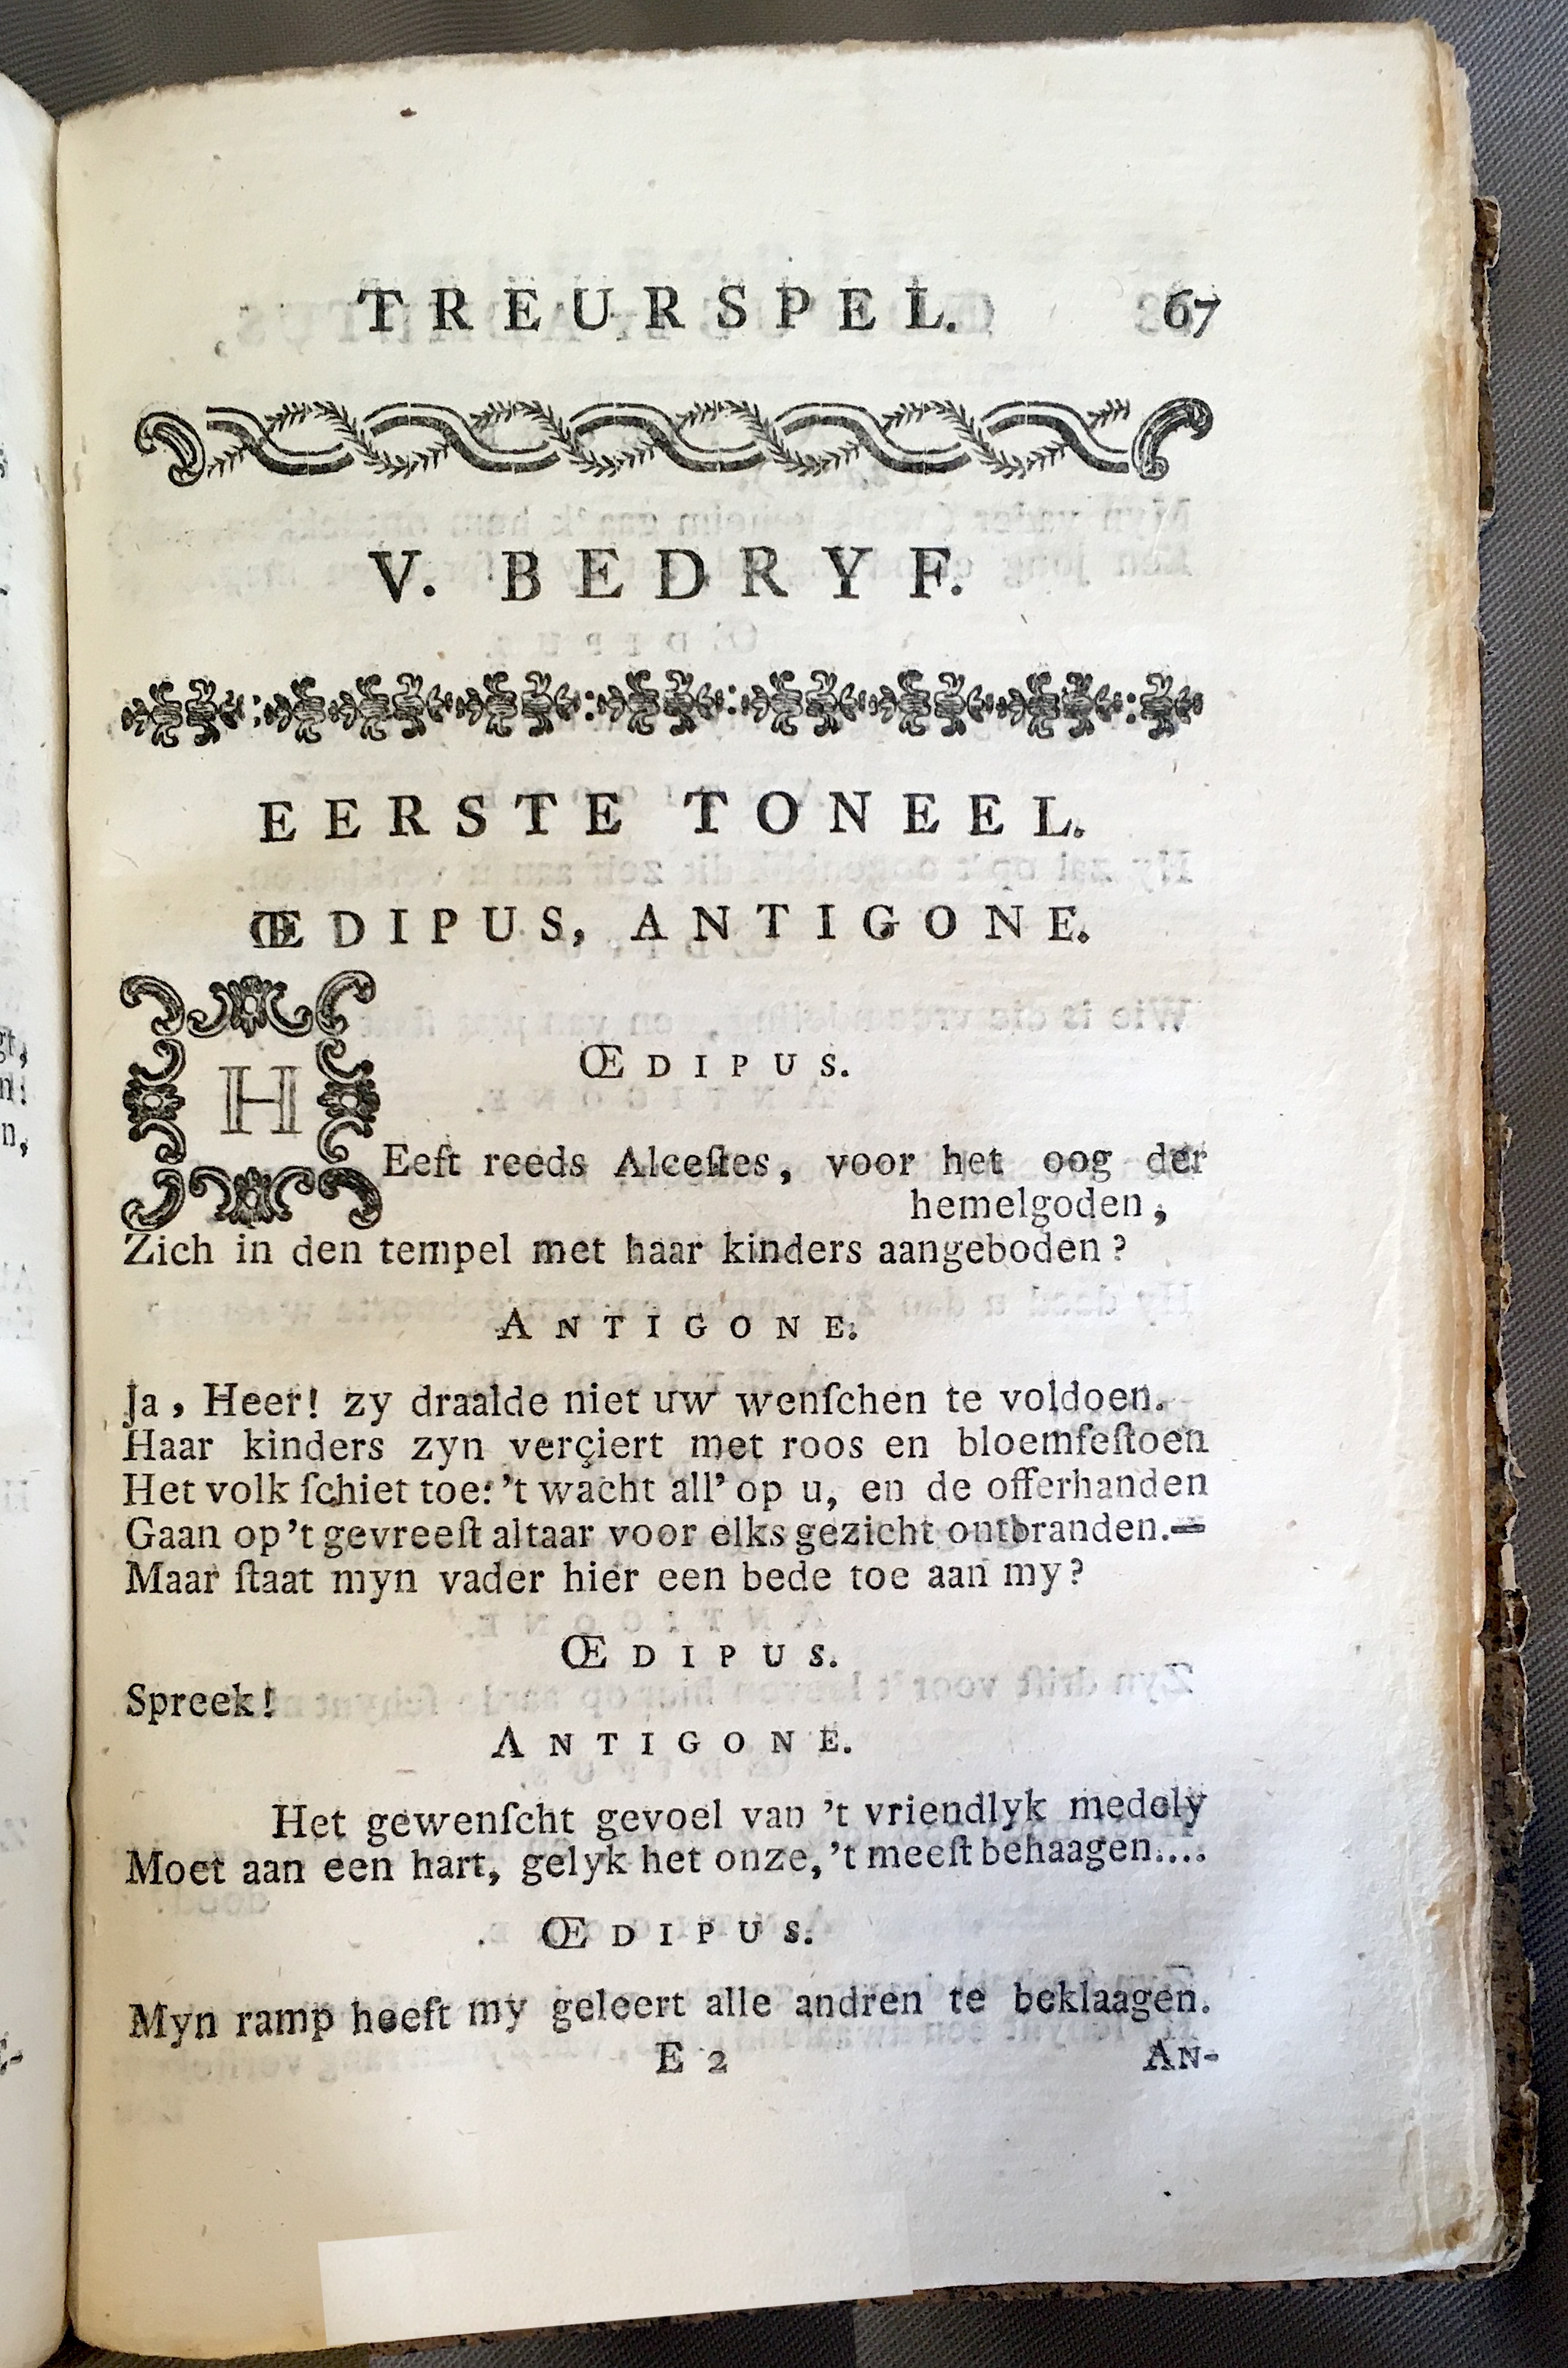 TREURSPEL. 67
V. BEDRYF.
EERSTE TONEEL.
ŒDIPUS, ANTIGONE.
ŒDIPUS.
HEeft reeds Alceſtes, voor het oog der
hemelgoden,
Zich in den tempel met haar kinders aangeboden?
ANTIGONE.
Ja, Heer! zy draalde niet uw wenſchen te voldoen.
Haar kinders zyn verçiert met roos en bloemfeſtoen
Het volk ſchiet toe: 't wacht all' op u, en de offerhanden
Gaan op 't gevreeſt altaar voor elks gezicht ontbranden.—
Maar ſtaat myn vader hier een bede toe aan my?
ŒDIPUS.
Spreek!
ANTIGONE.
Het gewenſcht gevoel van 't vriendlyk medely
Moet aan een hart, gelyk het onze, 't meeſt behaagen....
ŒDIPUS.
Myn ramp heeft my geleert alle andren te beklaagen.
E 2 AN-